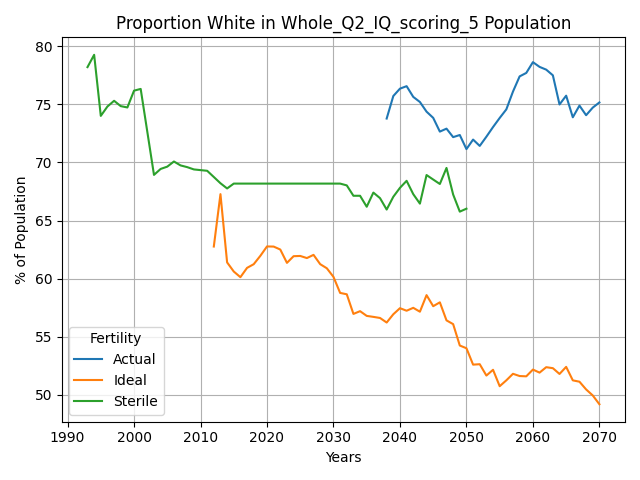 Proportion White in Whole_Q2_IQ_scoring_5 Population
% of Population
80
75
70
65
60
55
50
Fertility
Actual
Ideal
Sterile
1990 2000 2010 2020 2030 2040 2050 2060 2070
Years